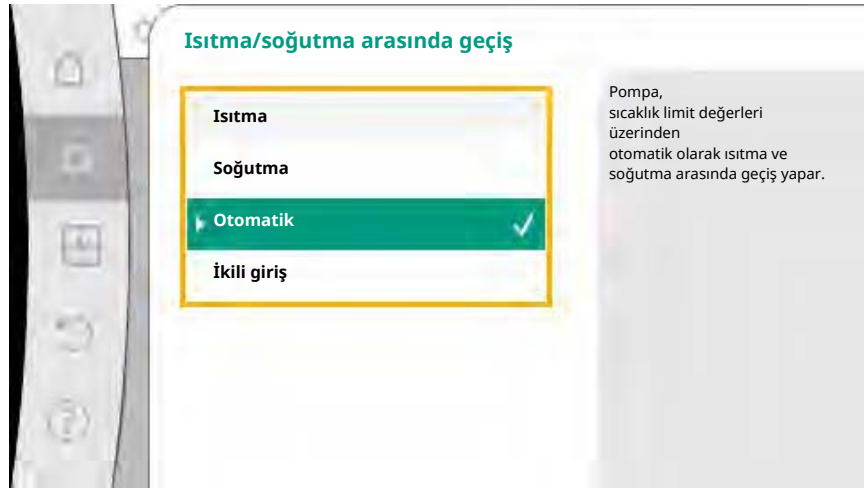 Isıtma/soğutma arasında geçiş
Isıtma
Soğutma
Otomatik
İkili giriş
Pompa,
sıcaklık limit değerleri
üzerinden
otomatik olarak ısıtma ve
soğutma arasında geçiş yapar.